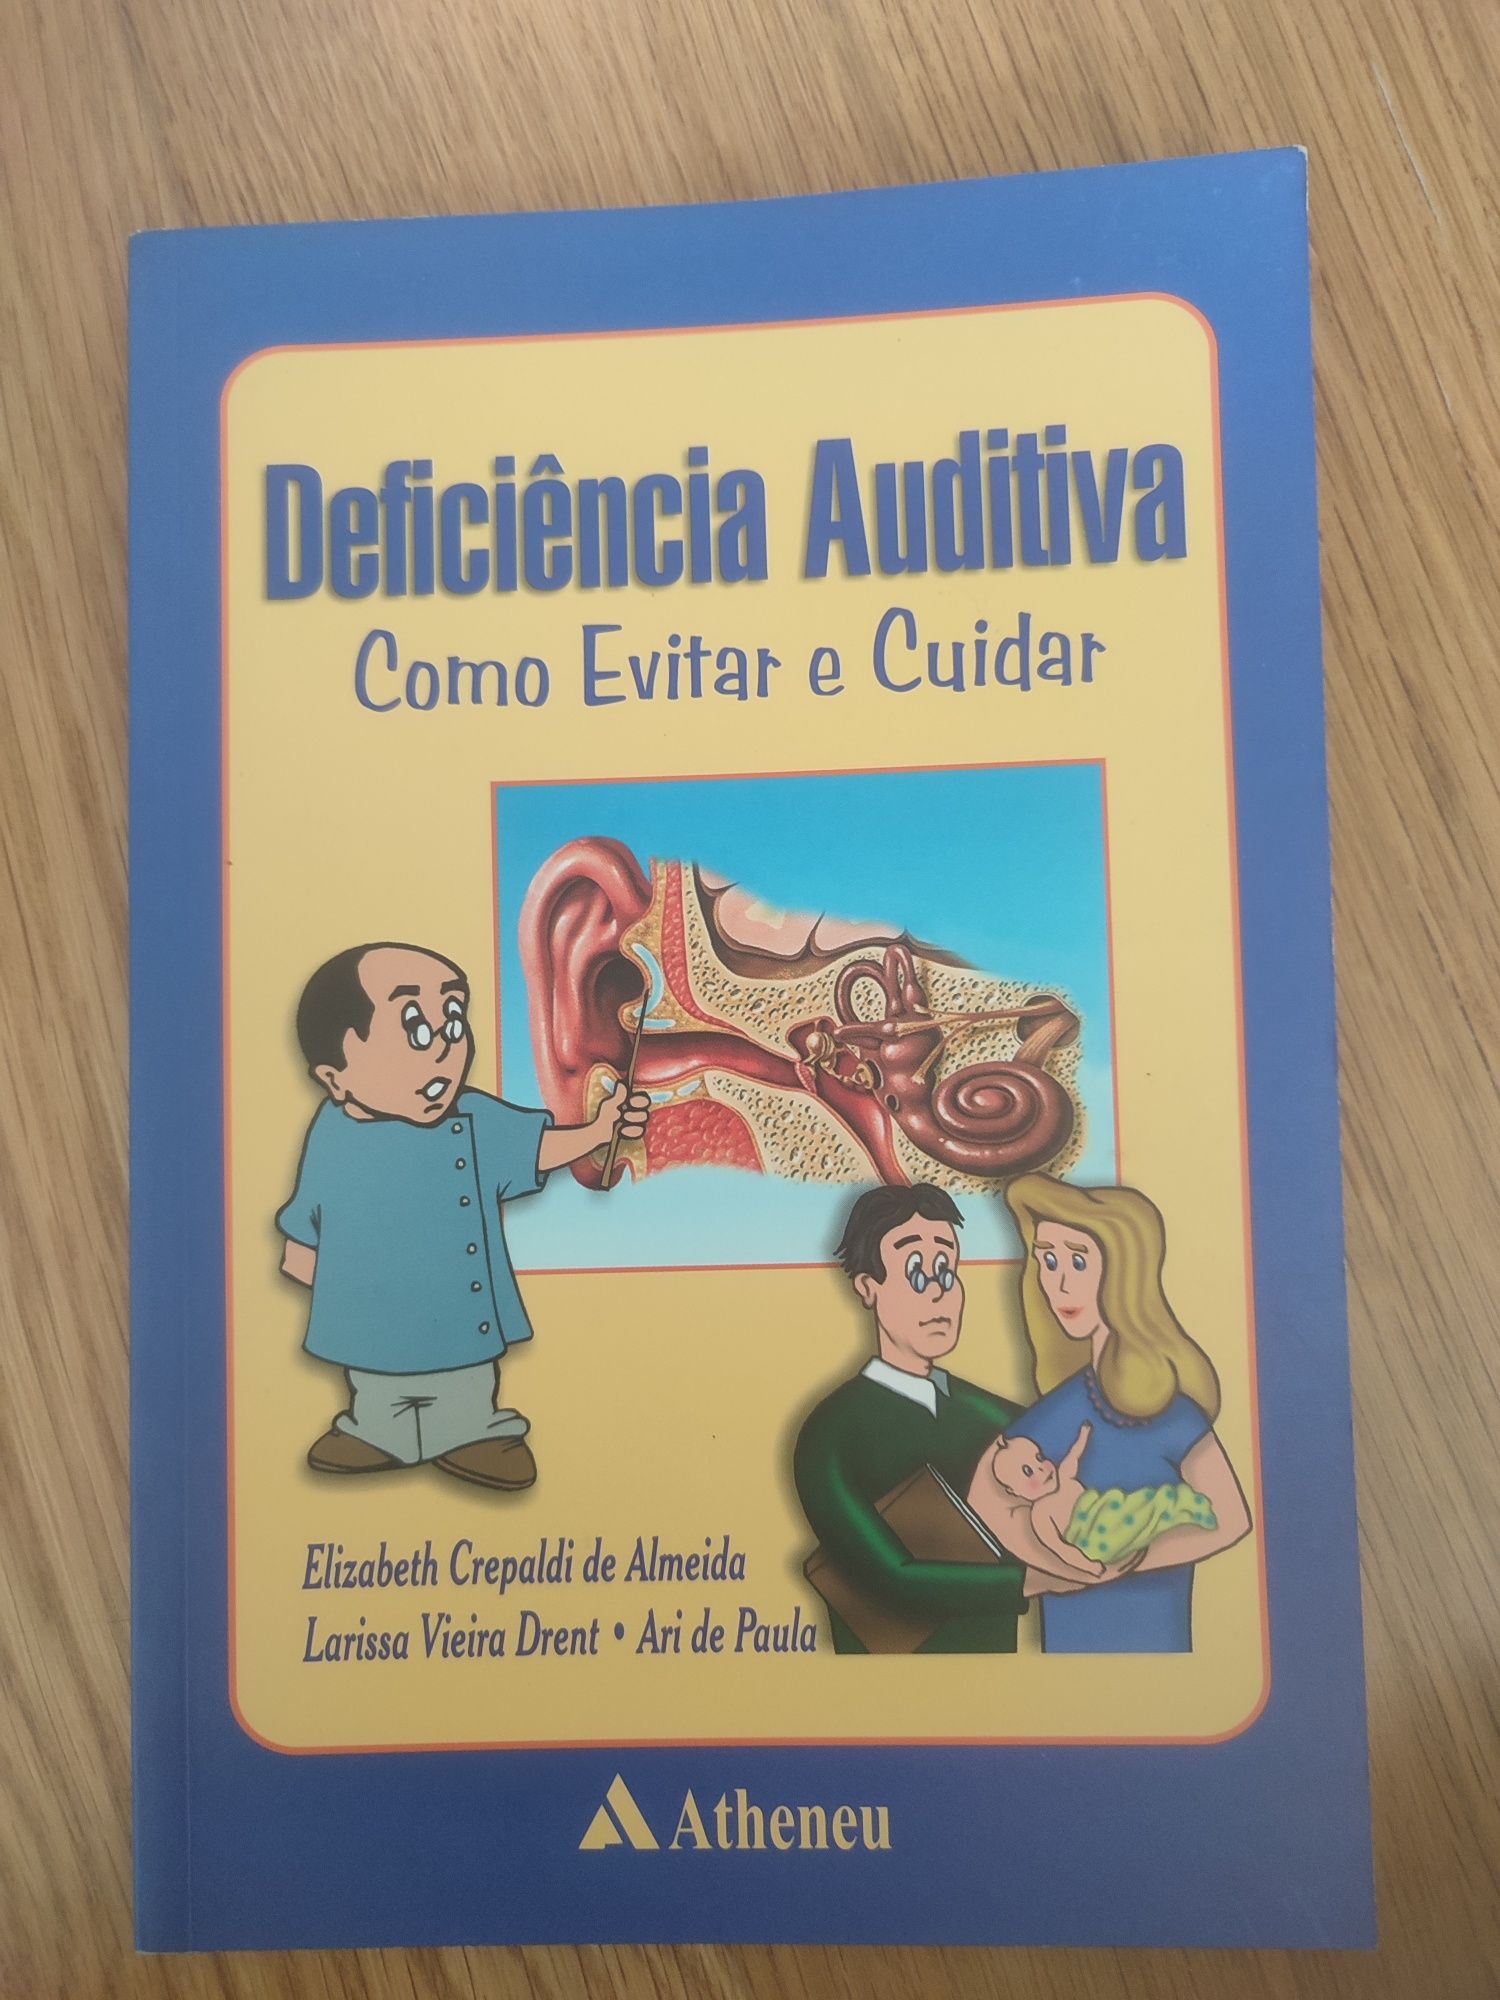 Deficiência Auditiva
Como Evitar e Cuidar
Elizabeth Crepaldi de Almeida
Larissa Vieira Drent • Ari de Paula
Atheneu